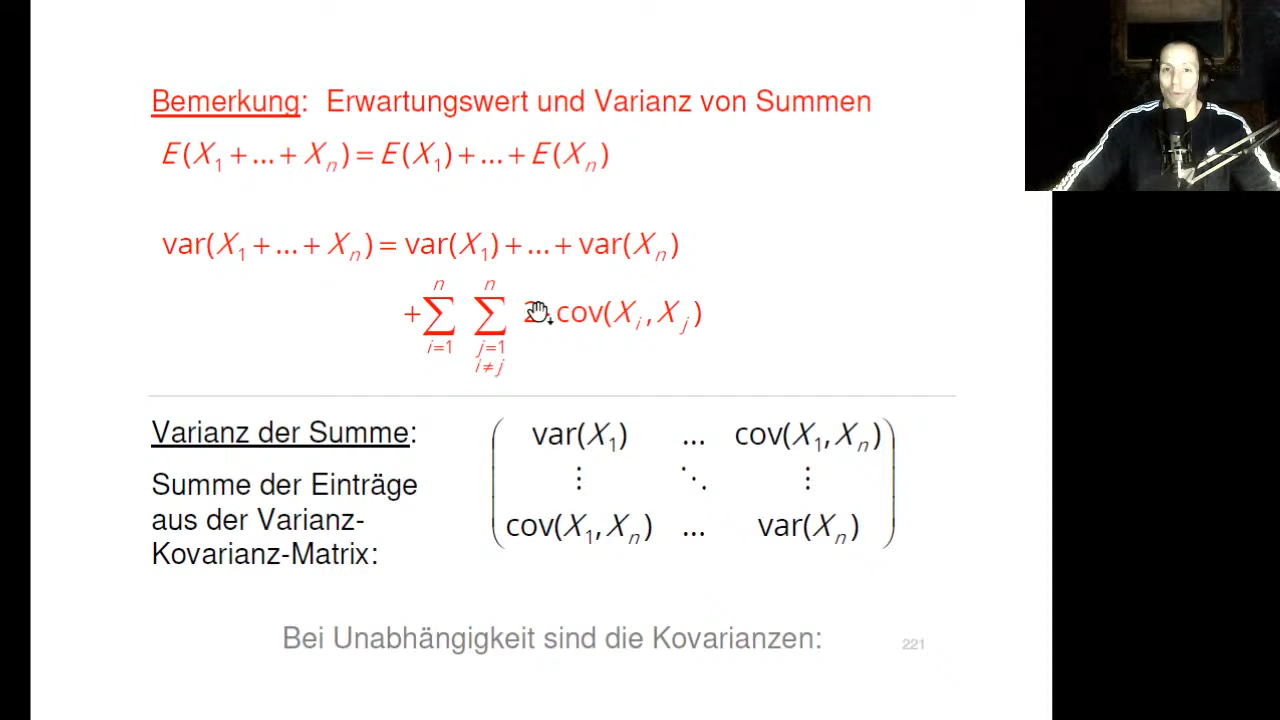 Bemerkung: Erwartungswert und Varianz von Summen
E(X₁ + ... + Xₙ) = E(X₁) + ... + E(Xₙ)
var(X₁ + ... + Xₙ) = var(X₁) + ... + var(Xₙ)
+ ∑ⁿᵢ₌₁ ∑ⁿⱼ₌₁, ᵢ≠ⱼ cov(Xᵢ, Xⱼ)
Varianz der Summe:
Summe der Einträge
aus der Varianz-
Kovarianz-Matrix:
var(X₁) ... cov(X₁, Xₙ)
⋮ ⋱ ⋮
cov(X₁, Xₙ) ... var(Xₙ)
Bei Unabhängigkeit sind die Kovarianzen:
221